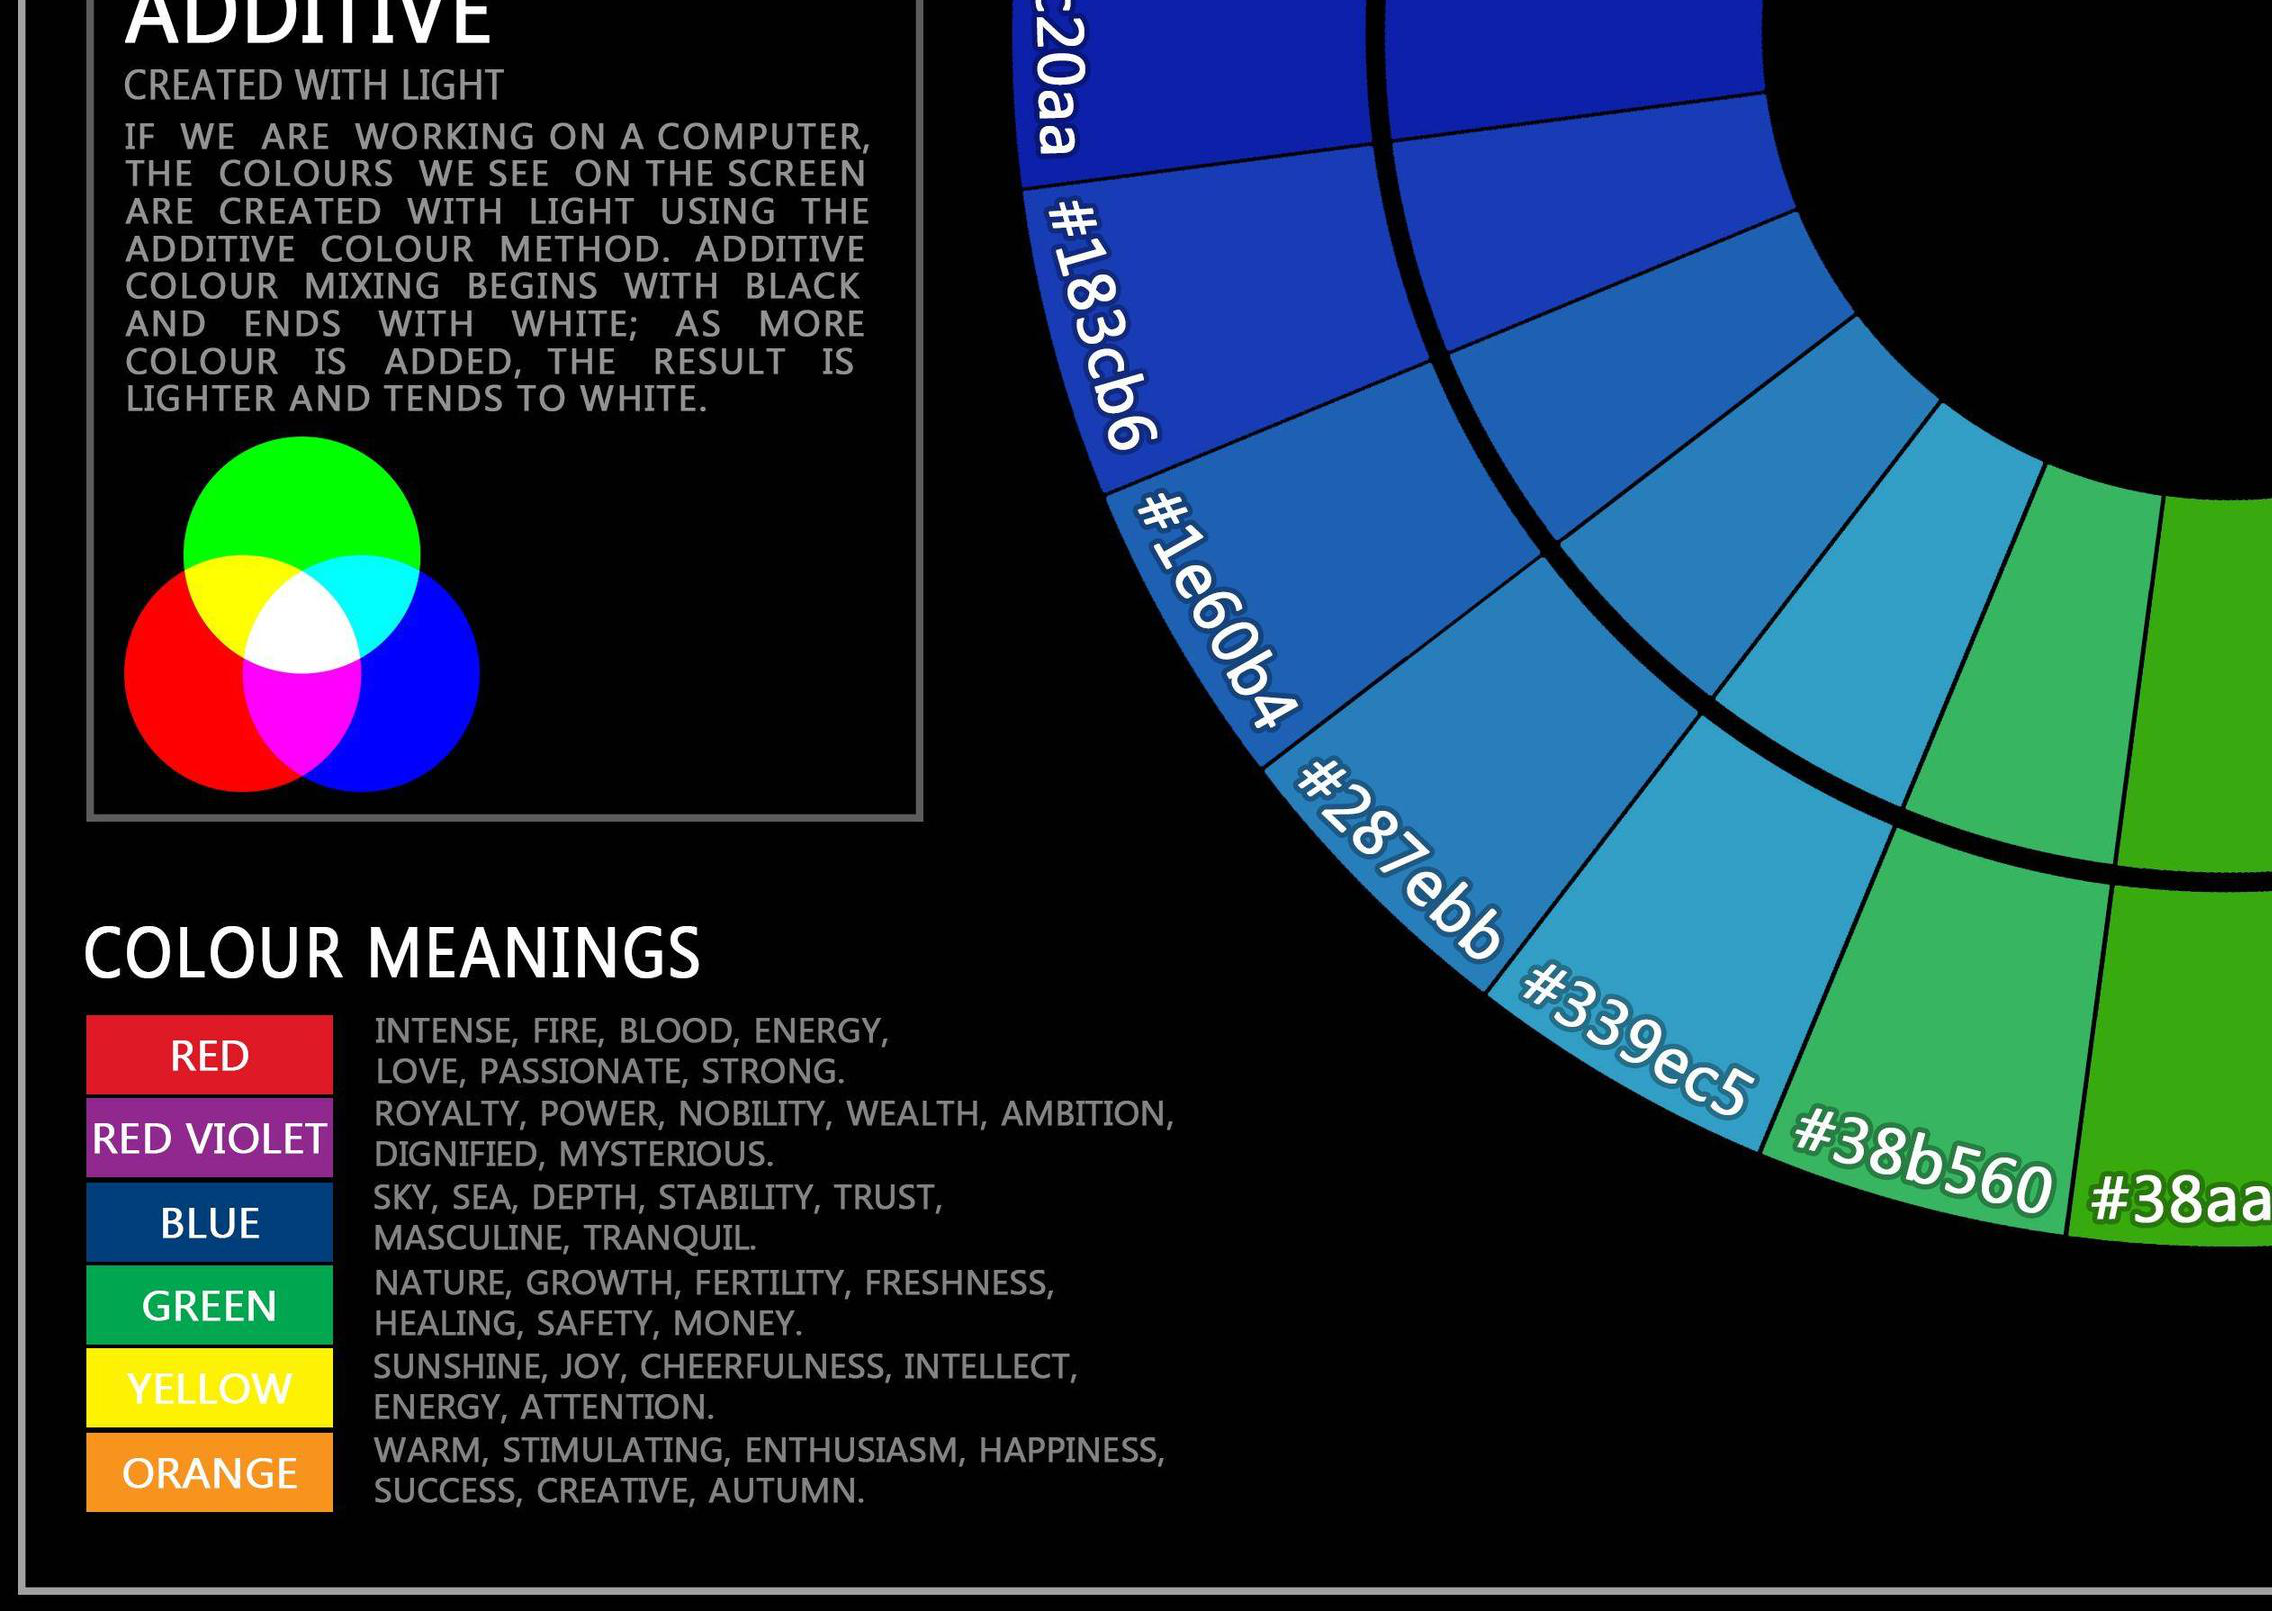 ADDITIVE
CREATED WITH LIGHT
IF WE ARE WORKING ON A COMPUTER,
THE COLOURS WE SEE ON THE SCREEN
ARE CREATED WITH LIGHT USING THE
ADDITIVE COLOUR METHOD. ADDITIVE
COLOUR MIXING BEGINS WITH BLACK
AND ENDS WITH WHITE; AS MORE
COLOUR IS ADDED, THE RESULT IS
LIGHTER AND TENDS TO WHITE.
c20aa
#183cb6
#1e60b4
#287ebb
#339ec5
#38b560
#38aa
COLOUR MEANINGS
RED
INTENSE, FIRE, BLOOD, ENERGY,
LOVE, PASSIONATE, STRONG.
RED VIOLET
ROYALTY, POWER, NOBILITY, WEALTH, AMBITION,
DIGNIFIED, MYSTERIOUS.
BLUE
SKY, SEA, DEPTH, STABILITY, TRUST,
MASCULINE, TRANQUIL.
GREEN
NATURE, GROWTH, FERTILITY, FRESHNESS,
HEALING, SAFETY, MONEY.
YELLOW
SUNSHINE, JOY, CHEERFULNESS, INTELLECT,
ENERGY, ATTENTION.
ORANGE
WARM, STIMULATING, ENTHUSIASM, HAPPINESS,
SUCCESS, CREATIVE, AUTUMN.